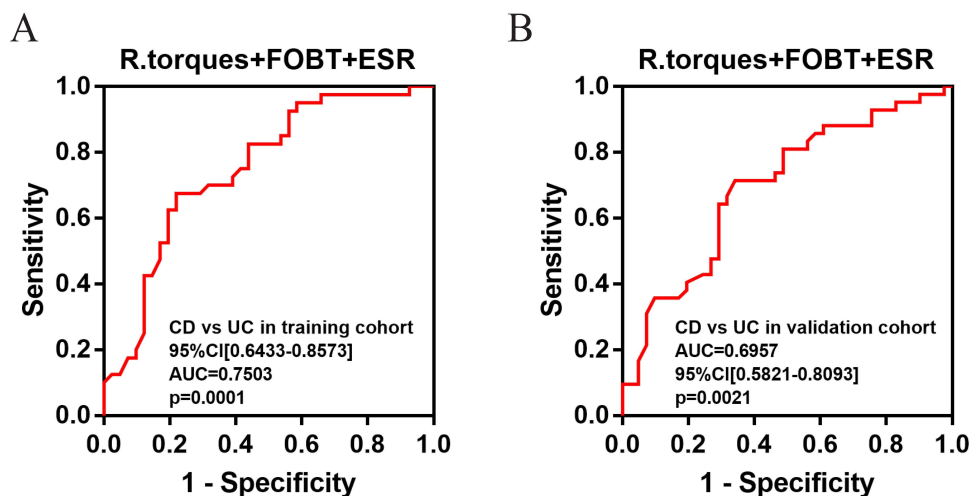 A
R.torques+FOBT+ESR
1.0
0.8
0.6
0.4
0.2
0.0
Sensitivity
CD vs UC in training cohort
95%CI[0.6433-0.8573]
AUC=0.7503
p=0.0001
0.0 0.2 0.4 0.6 0.8 1.0
1 - Specificity
B
R.torques+FOBT+ESR
1.0
0.8
0.6
0.4
0.2
0.0
Sensitivity
CD vs UC in validation cohort
AUC=0.6957
95%CI[0.5821-0.8093]
p=0.0021
0.0 0.2 0.4 0.6 0.8 1.0
1 - Specificity